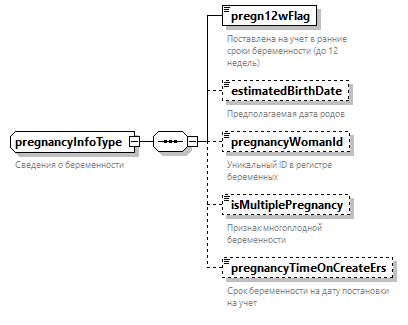 pregn12wFlag
Поставлена на учет в ранние
сроки беременности (до 12
недель)
estimatedBirthDate
Предполагаемая дата родов
pregnancyInfoType
Сведения о беременности
pregnancyWomanId
Уникальный ID в регистре
беременных
isMultiplePregnancy
Признак многоплодной
беременности
pregnancyTimeOnCreateErs
Срок беременности на дату постановки
на учет